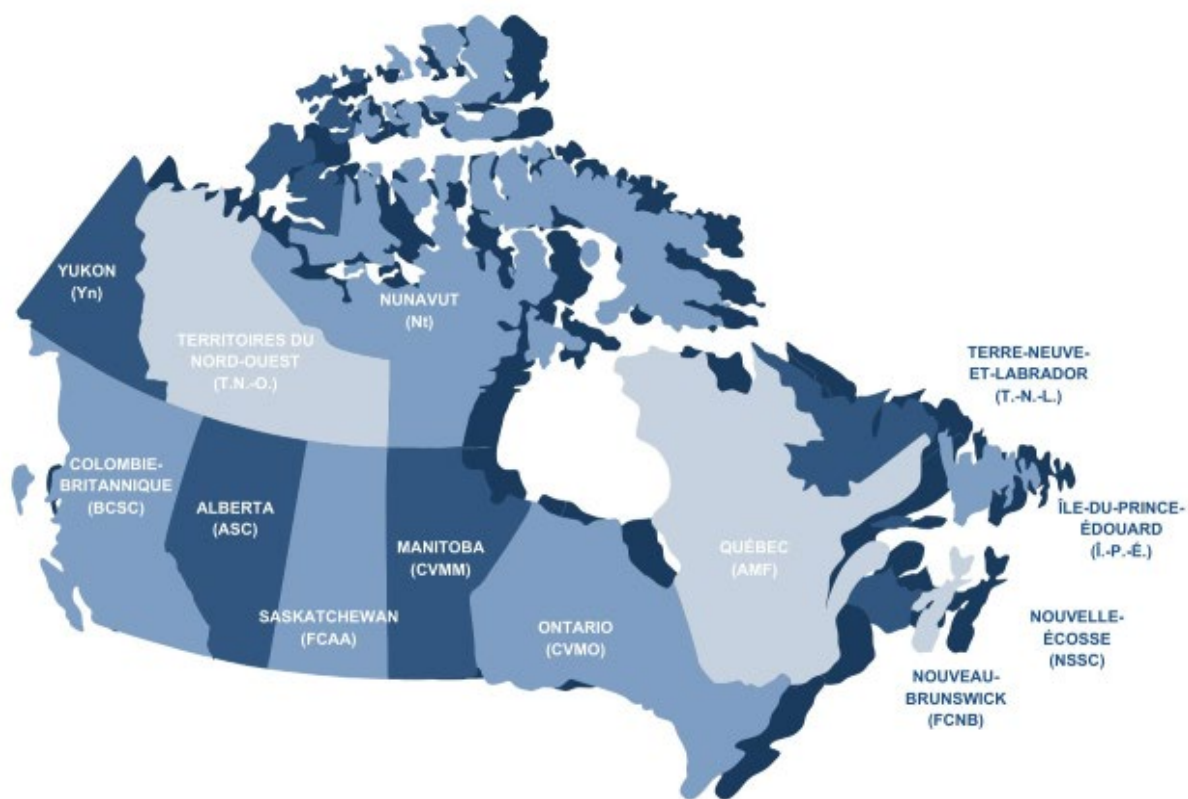 YUKON
(Yn)
NUNAVUT
(Nt)
TERRITOIRES DU
NORD-OUEST
(T.N.-O.)
TERRE-NEUVE-
ET-LABRADOR
(T.-N.-L.)
COLOMBIE-
BRITANNIQUE
(BCSC)
ALBERTA
(ASC)
SASKATCHEWAN
(FCAA)
MANITOBA
(CVMM)
ONTARIO
(CVMO)
QUÉBEC
(AMF)
ÎLE-DU-PRINCE-
ÉDOUARD
(Î.-P.-É.)
NOUVELLE-
ÉCOSSE
(NSSC)
NOUVEAU-
BRUNSWICK
(FCNB)